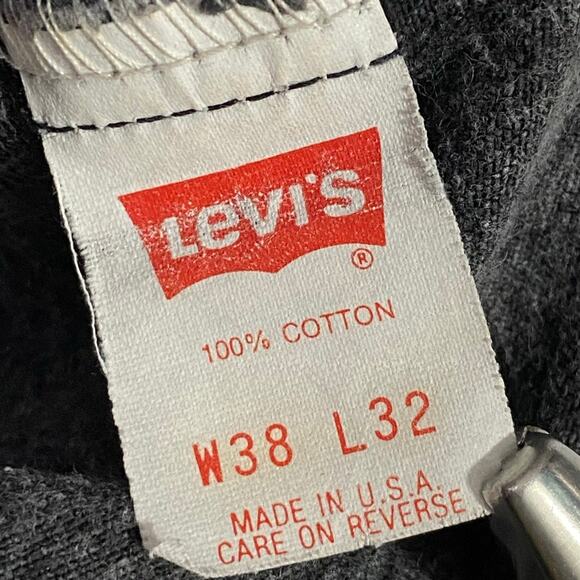 Levi's
®
100% COTTON
W38 L32
MADE IN U.S.A.
CARE ON REVERSE